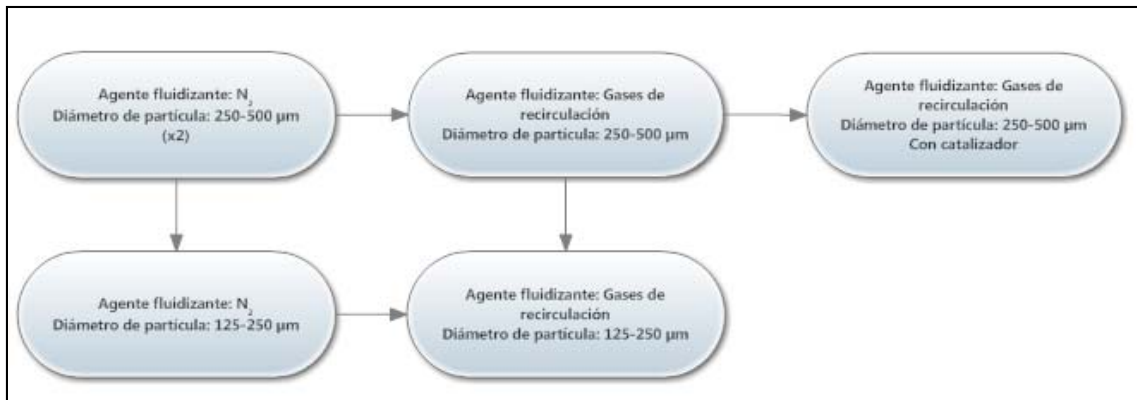 Agente fluidizante: N₂
Diámetro de partícula: 250-500 µm
(x2)
Agente fluidizante: Gases de
recirculación
Diámetro de partícula: 250-500 µm
Agente fluidizante: Gases de
recirculación
Diámetro de partícula: 250-500 µm
Con catalizador
Agente fluidizante: N₂
Diámetro de partícula: 125-250 µm
Agente fluidizante: Gases de
recirculación
Diámetro de partícula: 125-250 µm